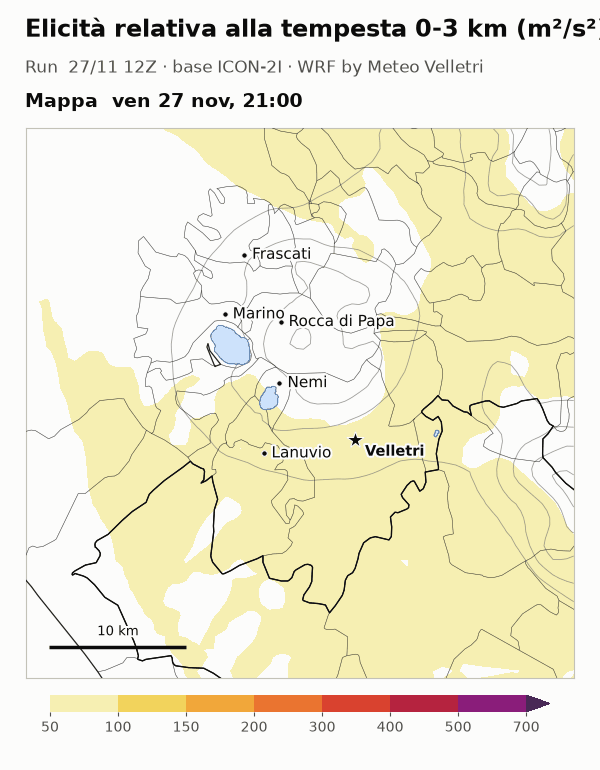 Elicità relativa alla tempesta 0-3 km (m²/s²)
Run 27/11 12Z · base ICON-2I · WRF by Meteo Velletri
Mappa ven 27 nov, 21:00
Frascati
Marino
Rocca di Papa
Nemi
Velletri
Lanuvio
10 km
50 100 150 200 300 400 500 700